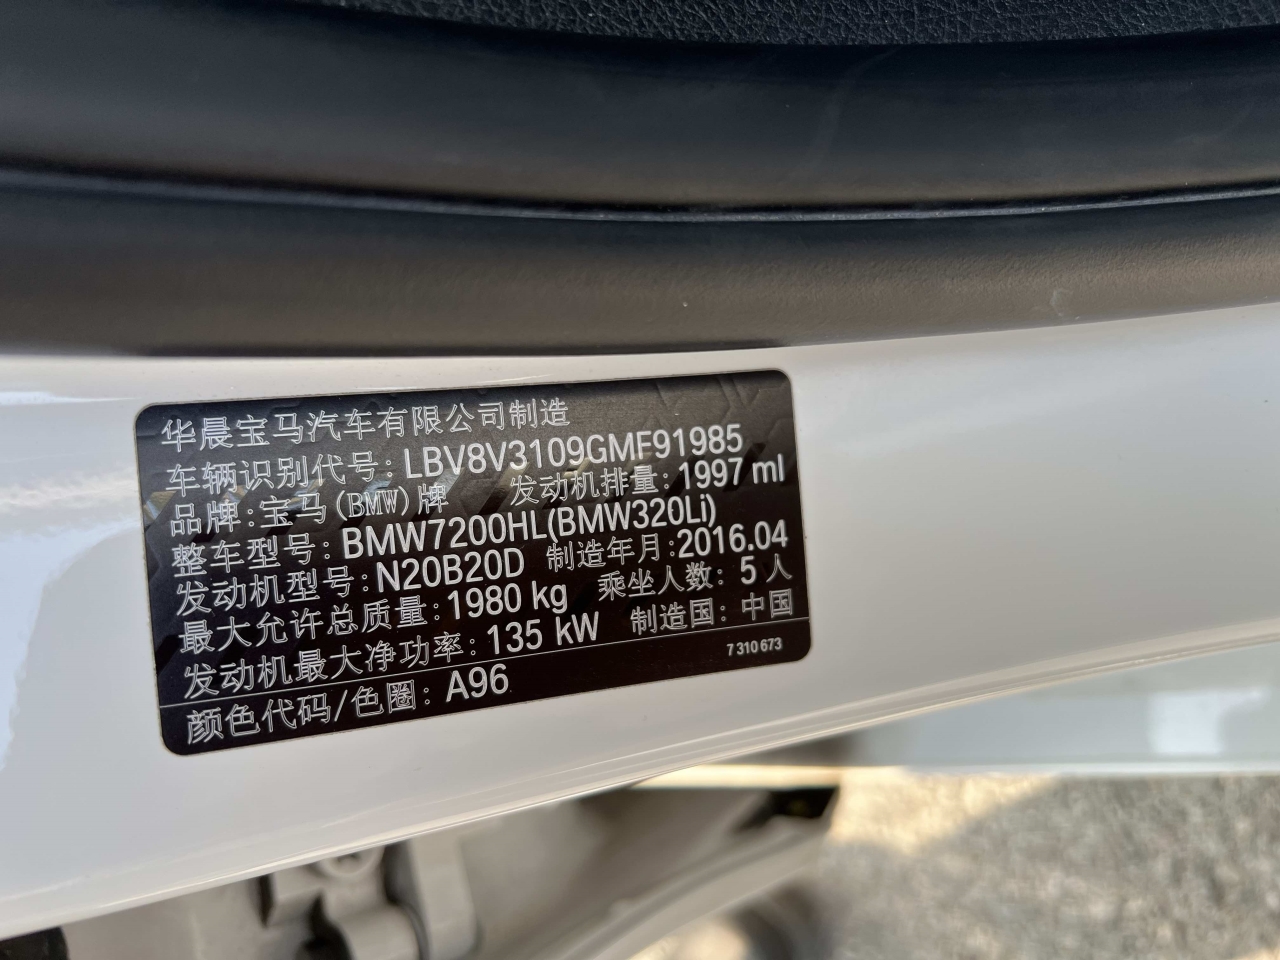 华晨宝马汽车有限公司制造
车辆识别代号: LBV8V3109GMF91985
品牌:宝马(BMW)牌 发动机排量: 1997 ml
整车型号: BMW7200HL(BMW320Li)
发动机型号: N20B20D 制造年月:2016.04
最大允许总质量: 1980 kg 乘坐人数: 5 人
发动机最大净功率: 135 kW 制造国: 中国
颜色代码/色圈: A96 7 310 673